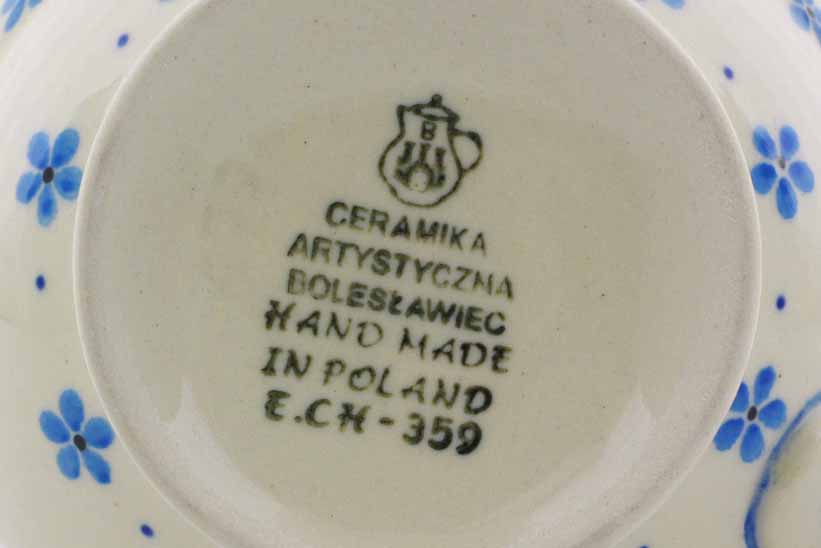 B
CERAMIKA
ARTYSTYCZNA
BOLESŁAWIEC
HAND MADE
IN POLAND
E.CH-359